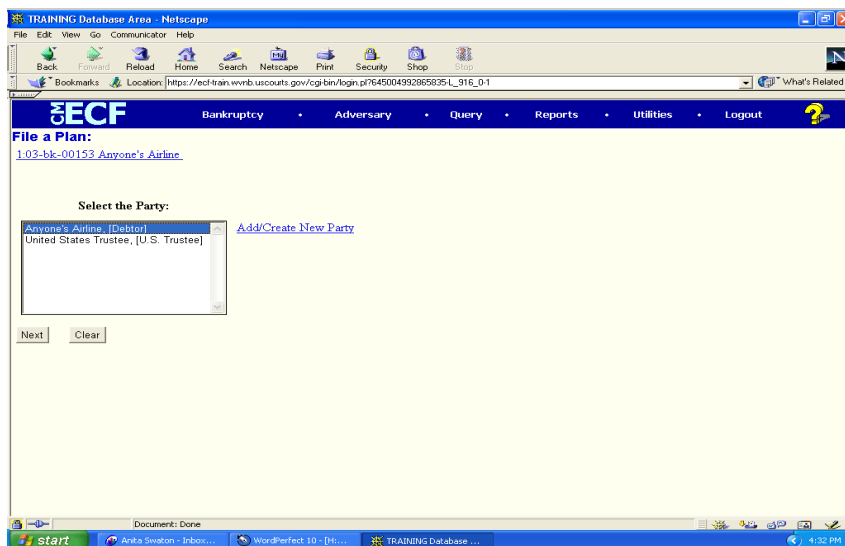 TRAINING Database Area - Netscape
File Edit View Go Communicator Help
Back Forward Reload Home Search Netscape Print Security Shop Stop
My
N
Bookmarks Location: https://ecf-train.wvnb.uscourts.gov/cgi-bin/login.pl?645004992865835-L_916_0-1 What's Related
CM ECF Bankruptcy • Adversary • Query • Reports • Utilities • Logout ?
File a Plan:
1:03-bk-00153 Anyone's Airline
Select the Party:
Anyone's Airline, [Debtor] Add/Create New Party
United States Trustee, [U.S. Trustee]
Next Clear
Document: Done
start Anita Swaton - Inbox... WordPerfect 10 - [H:... TRAINING Database ... 4:32 PM